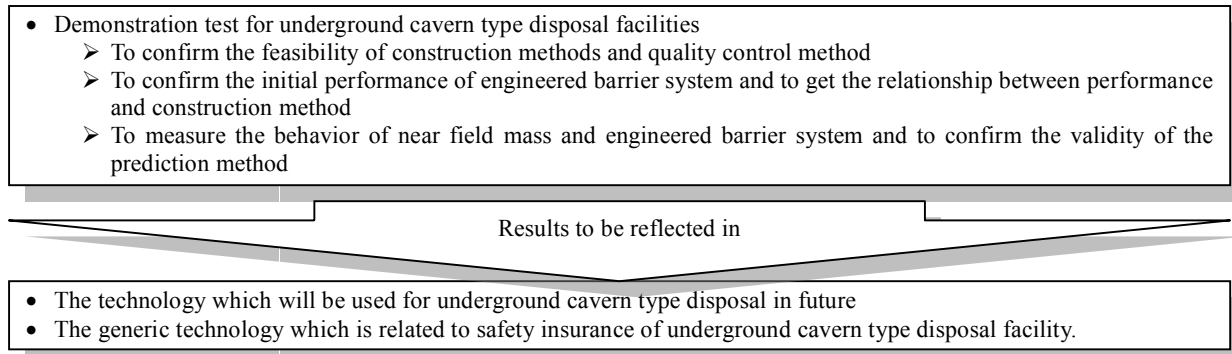 • Demonstration test for underground cavern type disposal facilities
➢ To confirm the feasibility of construction methods and quality control method
➢ To confirm the initial performance of engineered barrier system and to get the relationship between performance
and construction method
➢ To measure the behavior of near field mass and engineered barrier system and to confirm the validity of the
prediction method
Results to be reflected in
• The technology which will be used for underground cavern type disposal in future
• The generic technology which is related to safety insurance of underground cavern type disposal facility.